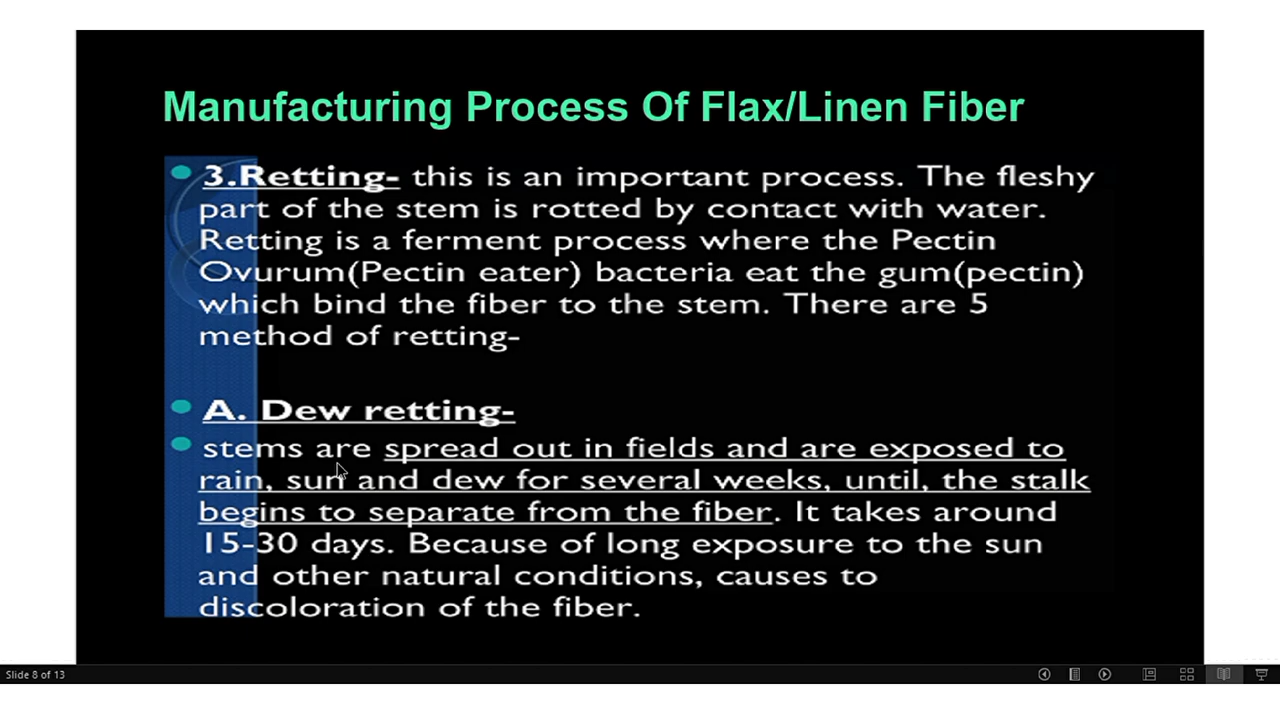 Manufacturing Process Of Flax/Linen Fiber
3.Retting- this is an important process. The fleshy
part of the stem is rotted by contact with water.
Retting is a ferment process where the Pectin
Ovurum(Pectin eater) bacteria eat the gum(pectin)
which bind the fiber to the stem. There are 5
method of retting-
A. Dew retting-
stems are spread out in fields and are exposed to
rain, sun and dew for several weeks, until, the stalk
begins to separate from the fiber. It takes around
15-30 days. Because of long exposure to the sun
and other natural conditions, causes to
discoloration of the fiber.
Slide 8 of 13